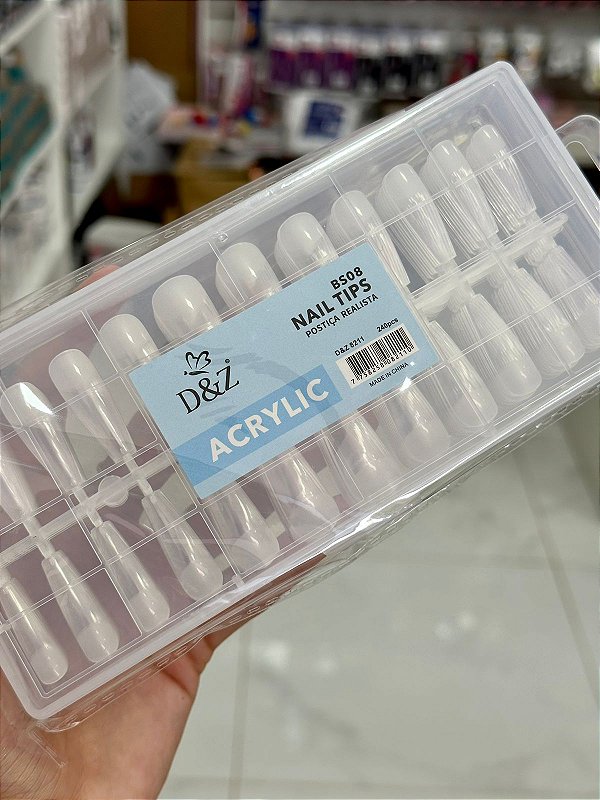 BS08
NAIL TIPS
POSTIÇA REALISTA
D&Z 8211 240pcs
MADE IN CHINA
D&Z®
ACRYLIC